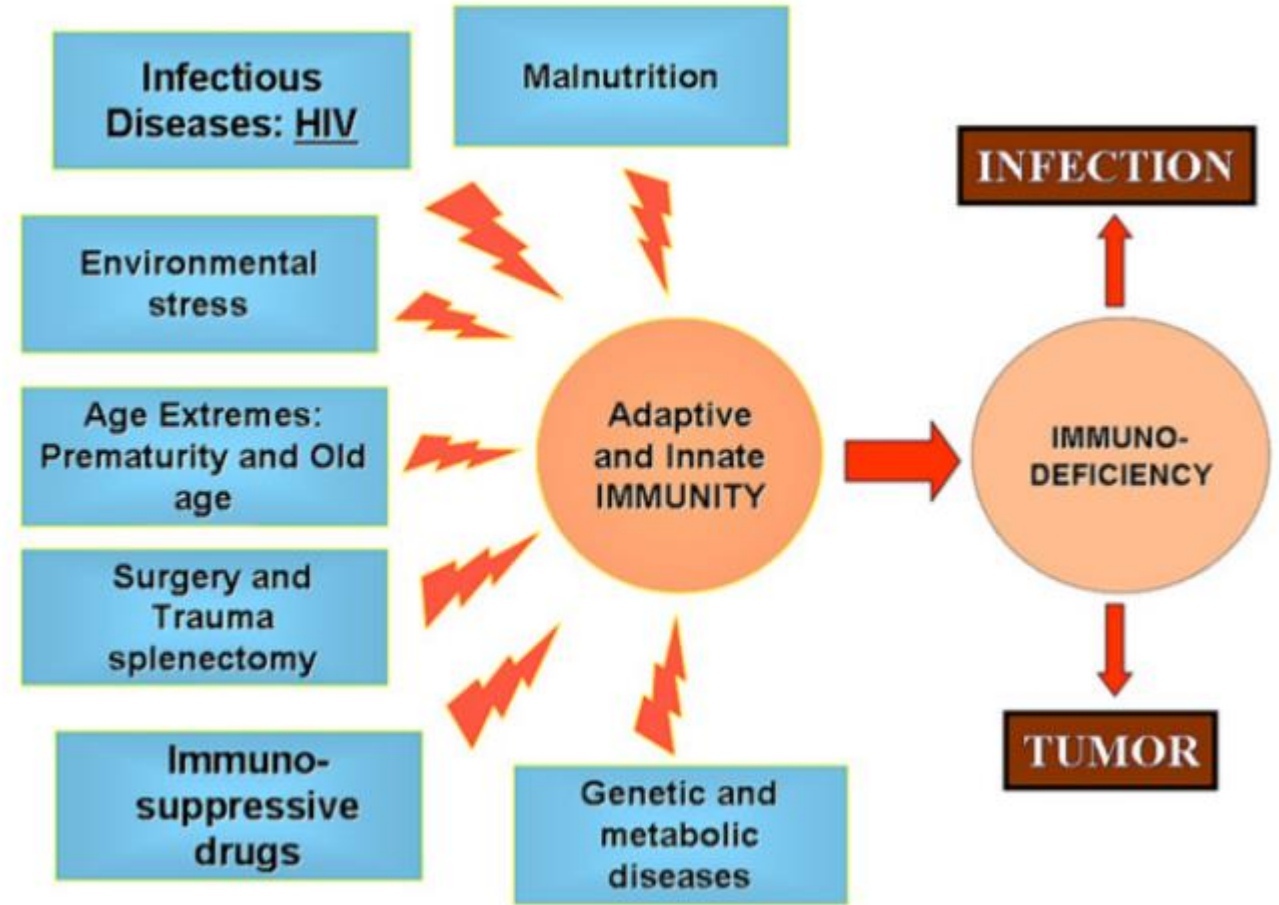 Infectious
Diseases: HIV
Malnutrition
Environmental
stress
Age Extremes:
Prematurity and Old
age
Surgery and
Trauma
splenectomy
Immuno-
suppressive
drugs
Genetic and
metabolic
diseases
Adaptive
and Innate
IMMUNITY
IMMUNO-
DEFICIENCY
INFECTION
TUMOR